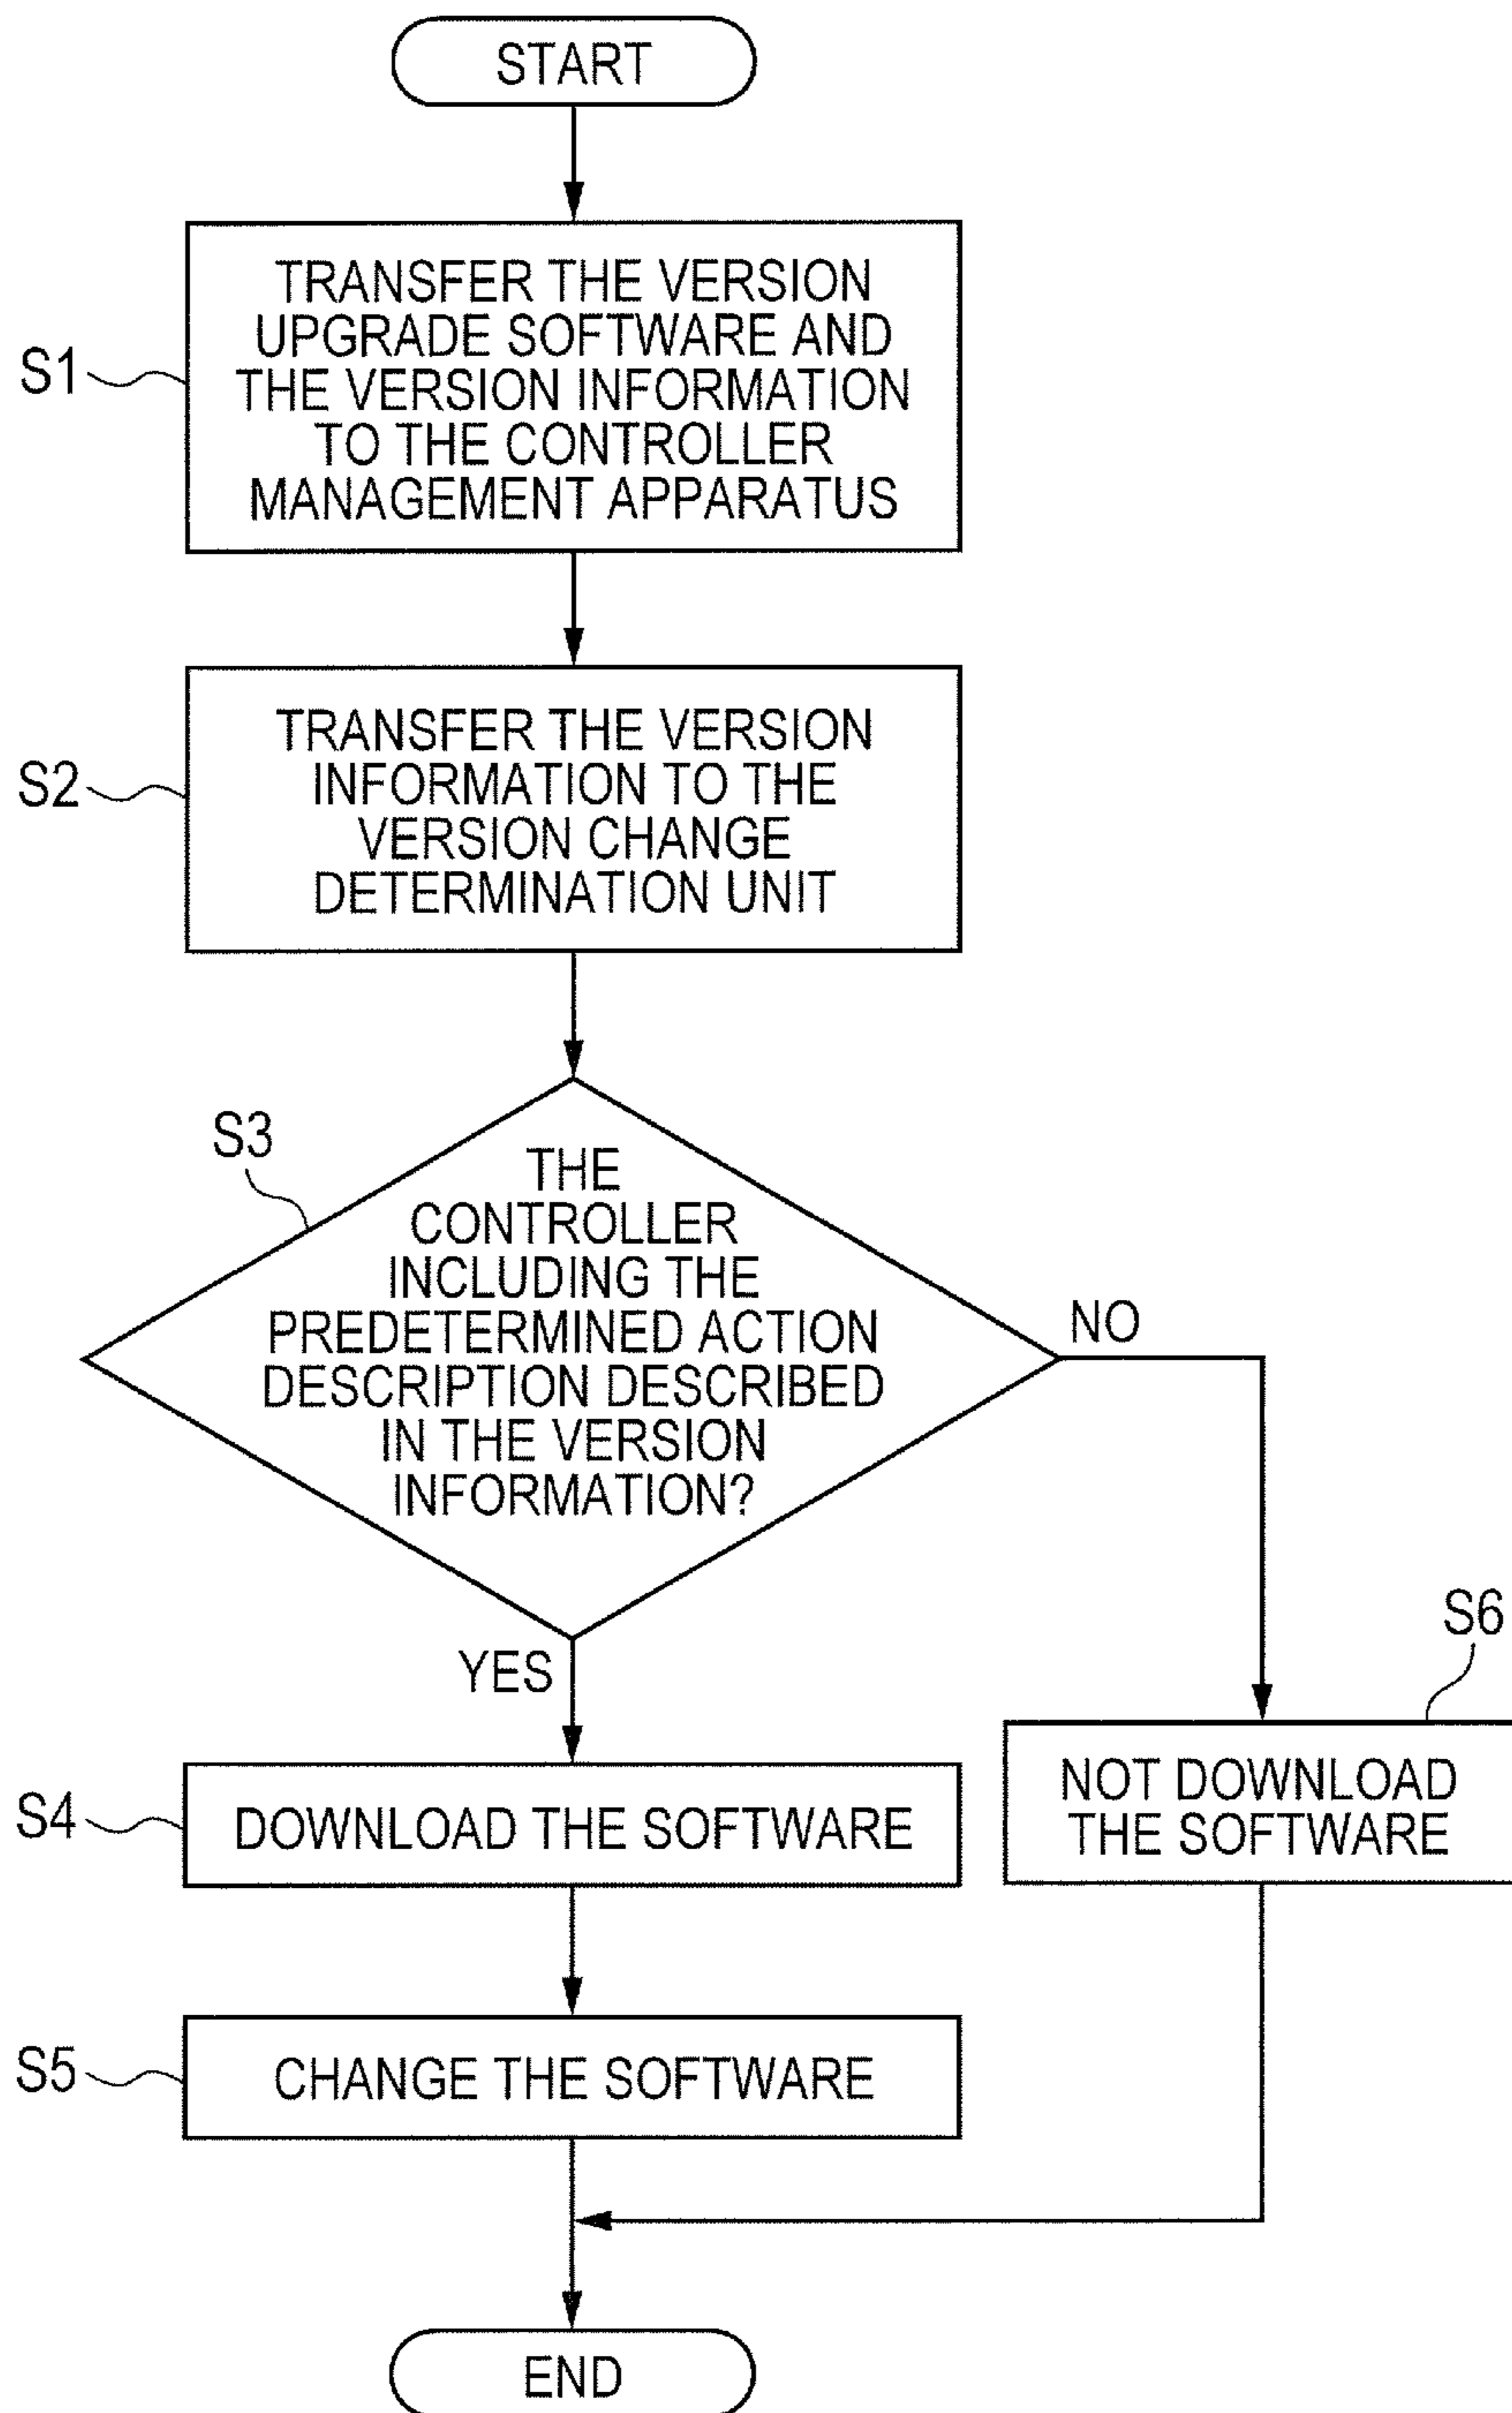 START
S1
TRANSFER THE VERSION
UPGRADE SOFTWARE AND
THE VERSION INFORMATION
TO THE CONTROLLER
MANAGEMENT APPARATUS
S2
TRANSFER THE VERSION
INFORMATION TO THE
VERSION CHANGE
DETERMINATION UNIT
S3
THE
CONTROLLER
INCLUDING THE
PREDETERMINED ACTION
DESCRIPTION DESCRIBED
IN THE VERSION
INFORMATION?
NO
YES
S4
DOWNLOAD THE SOFTWARE
S6
NOT DOWNLOAD
THE SOFTWARE
S5
CHANGE THE SOFTWARE
END